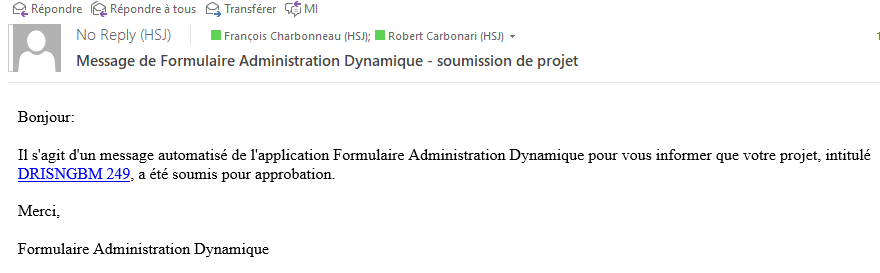 Répondre Répondre à tous Transférer MI
No Reply (HSJ) François Charbonneau (HSJ); Robert Carbonari (HSJ)
Message de Formulaire Administration Dynamique - soumission de projet
Bonjour:
Il s'agit d'un message automatisé de l'application Formulaire Administration Dynamique pour vous informer que votre projet, intitulé
DRISNGBM 249, a été soumis pour approbation.
Merci,
Formulaire Administration Dynamique